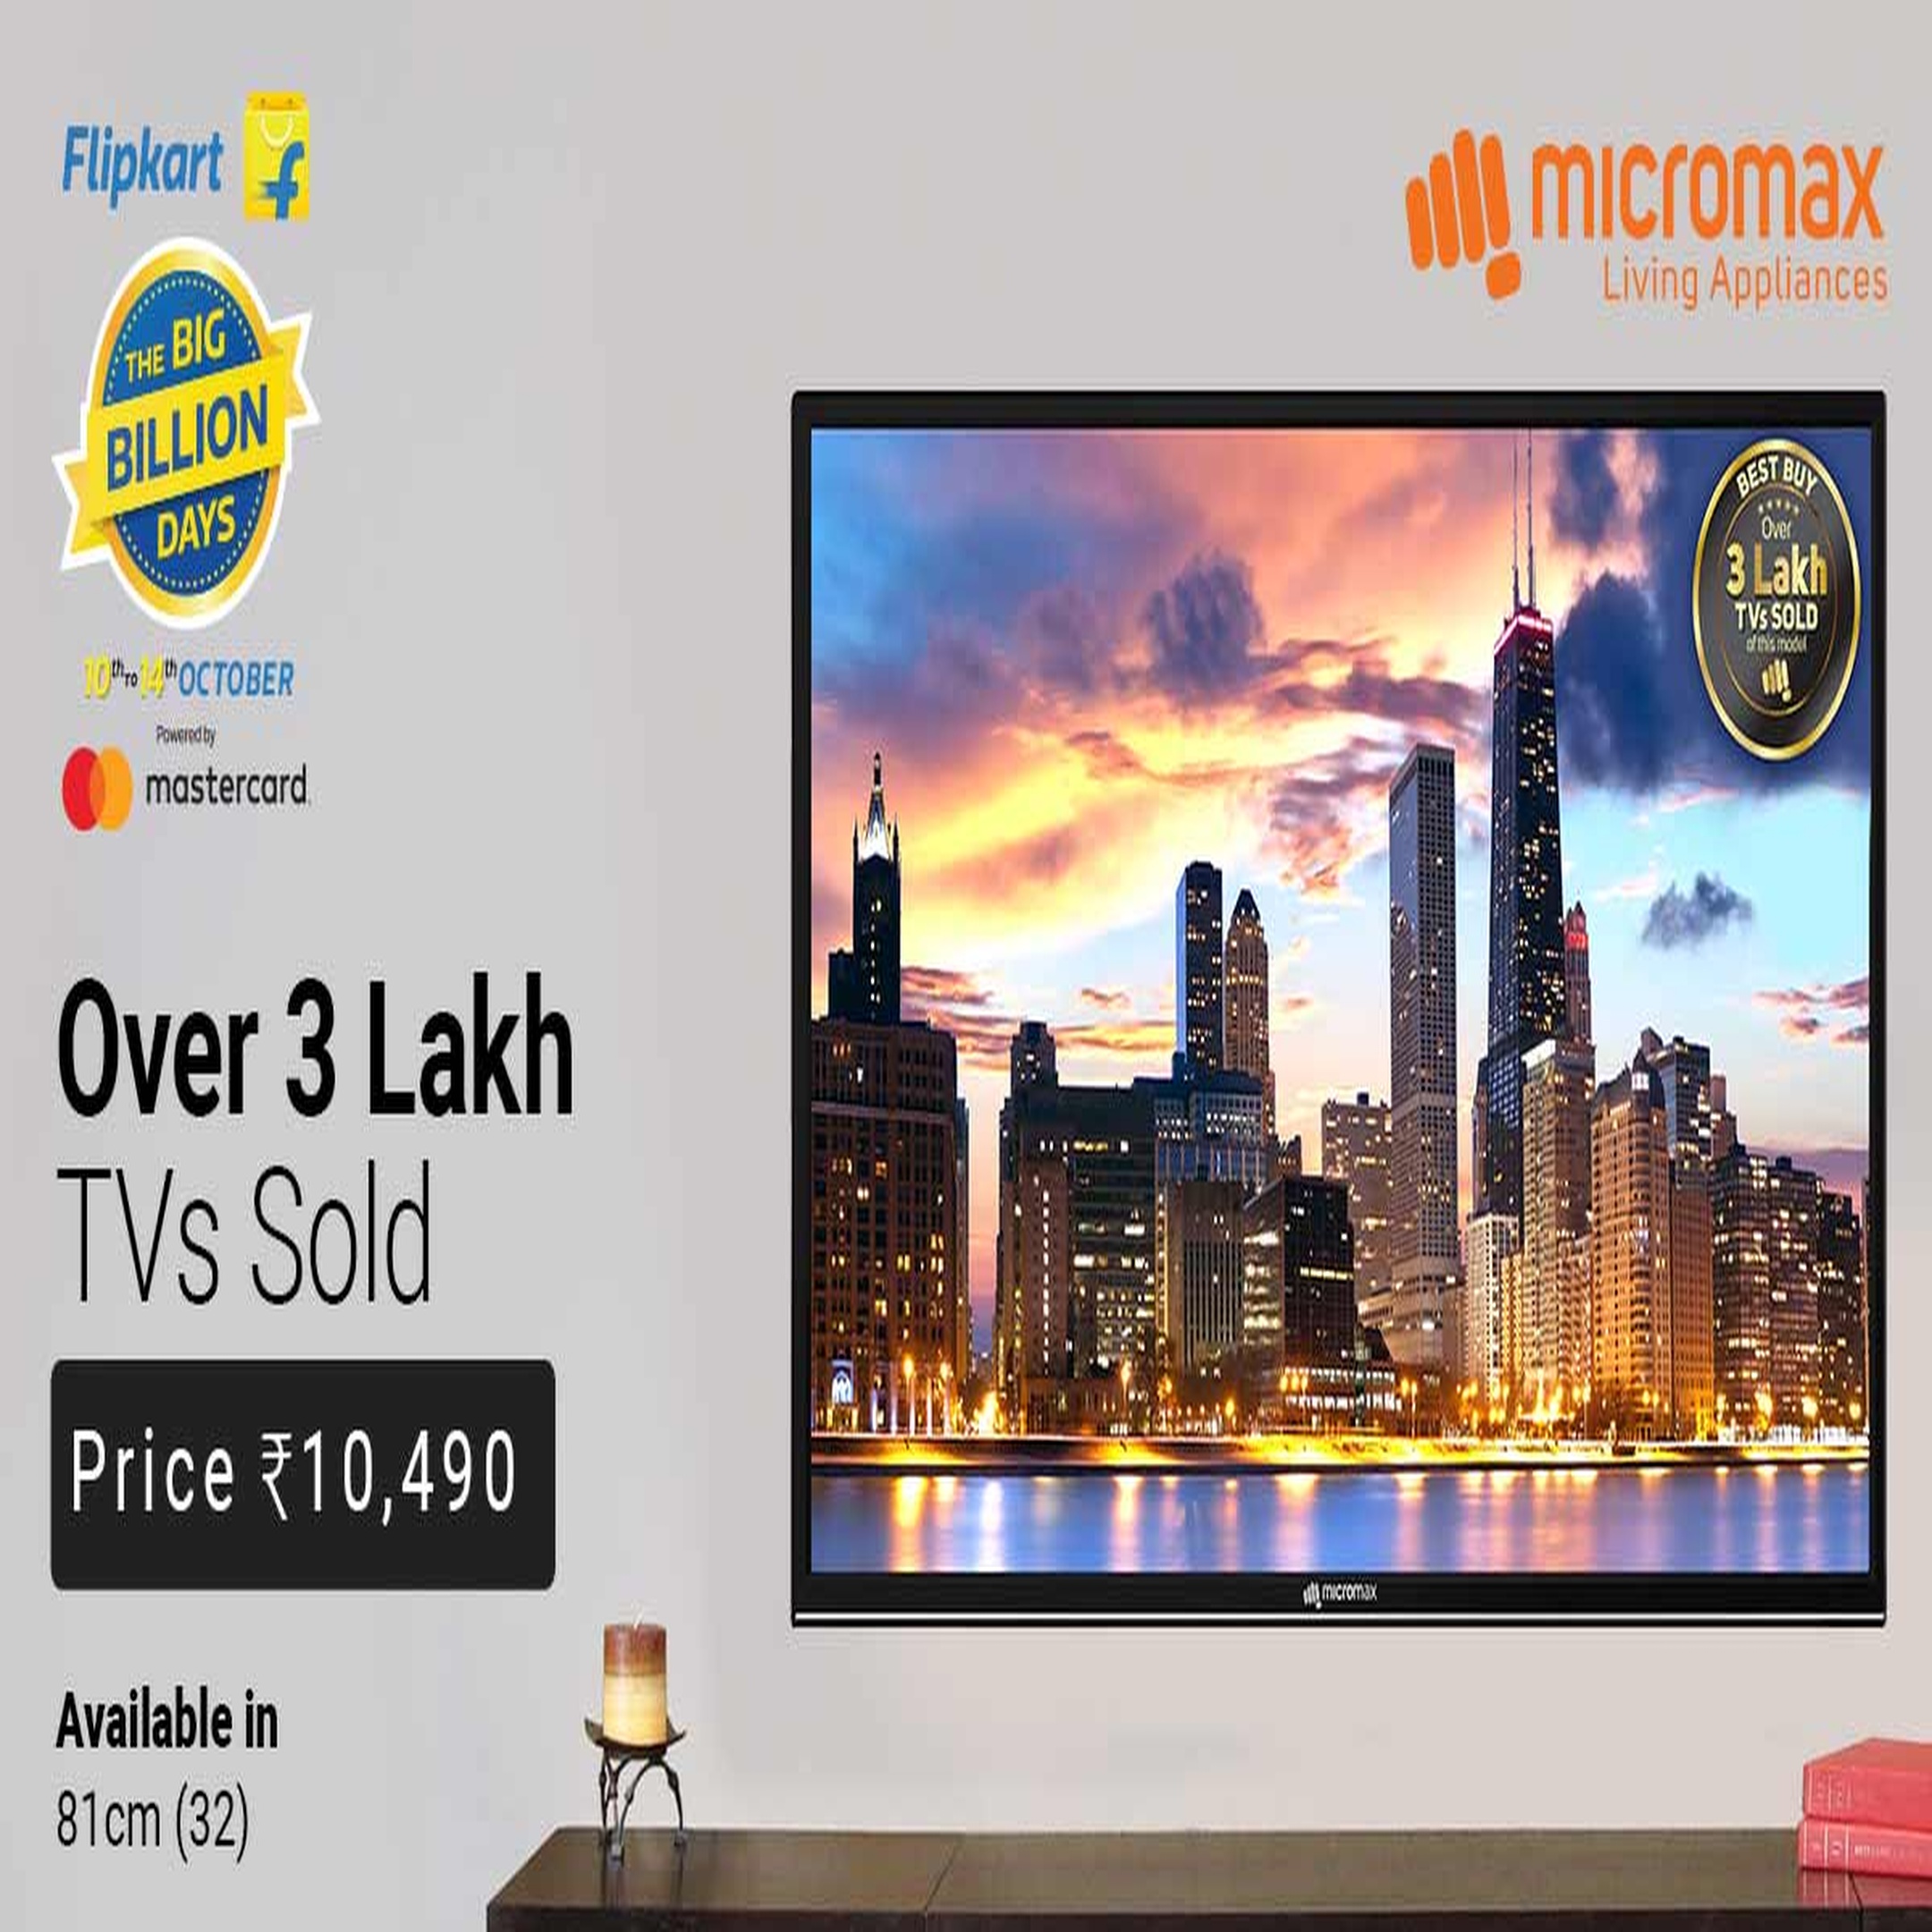 Flipkart
THE BIG
BILLION
DAYS
10th TO 14th OCTOBER
Powered by
mastercard
Over 3 Lakh
TVs Sold
Price ₹10,490
Available in
81cm (32)
micromax
Living Appliances
BEST BUY
Over
3 Lakh
TVs SOLD
of this model
micromax